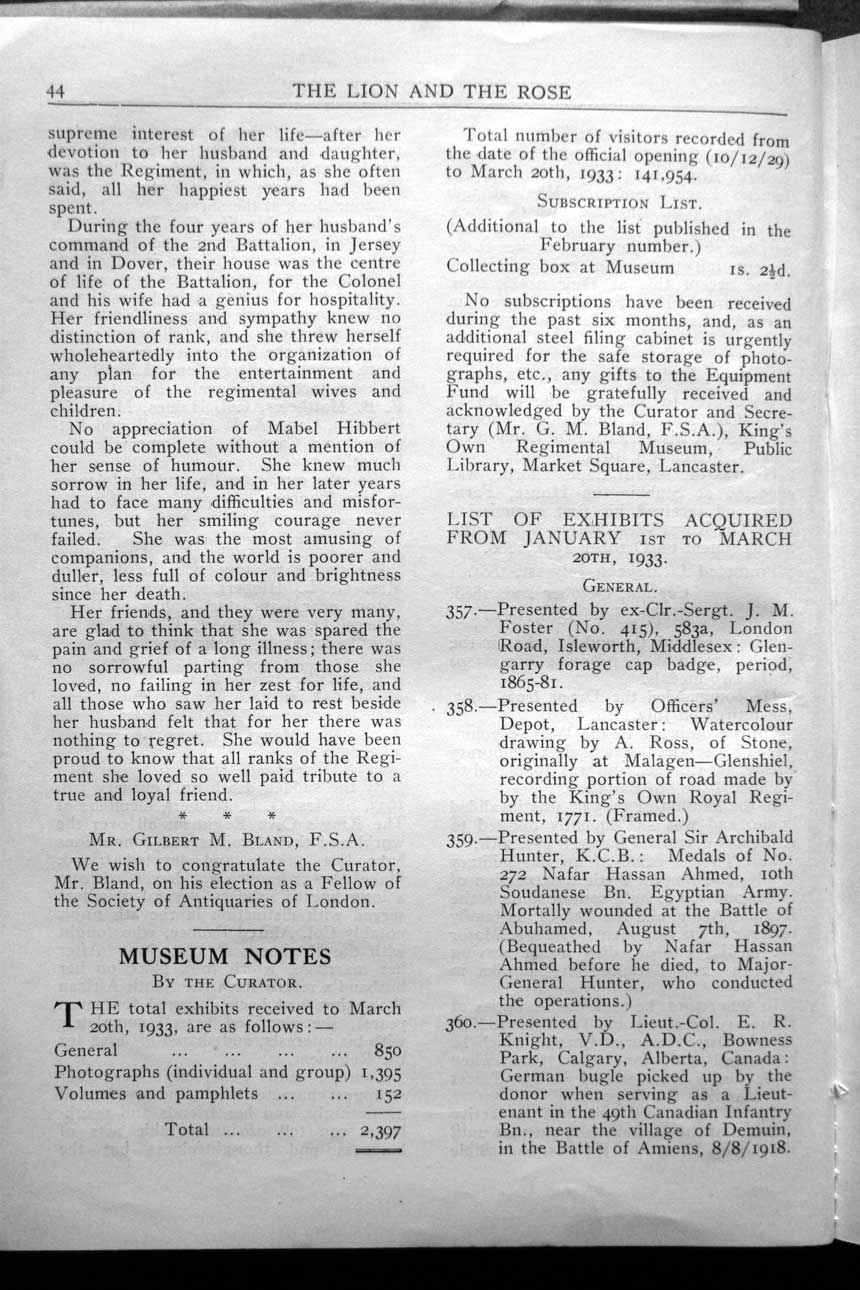 44
THE LION AND THE ROSE
supreme interest of her life—after her
devotion to her husband and daughter,
was the Regiment, in which, as she often
said, all her happiest years had been
spent.
During the four years of her husband's
command of the 2nd Battalion, in Jersey
and in Dover, their house was the centre
of life of the Battalion, for the Colonel
and his wife had a genius for hospitality.
Her friendliness and sympathy knew no
distinction of rank, and she threw herself
wholeheartedly into the organization of
any plan for the entertainment and
pleasure of the regimental wives and
children.
No appreciation of Mabel Hibbert
could be complete without a mention of
her sense of humour. She knew much
sorrow in her life, and in her later years
had to face many difficulties and misfor-
tunes, but her smiling courage never
failed. She was the most amusing of
companions, and the world is poorer and
duller, less full of colour and brightness
since her death.
Her friends, and they were very many,
are glad to think that she was spared the
pain and grief of a long illness; there was
no sorrowful parting from those she
loved, no failing in her zest for life, and
all those who saw her laid to rest beside
her husband felt that for her there was
nothing to regret. She would have been
proud to know that all ranks of the Regi-
ment she loved so well paid tribute to a
true and loyal friend.
* * *
MR. GILBERT M. BLAND, F.S.A.
We wish to congratulate the Curator,
Mr. Bland, on his election as a Fellow of
the Society of Antiquaries of London.
MUSEUM NOTES
BY THE CURATOR.
THE total exhibits received to March
20th, 1933, are as follows:—
General ... ... ... ... 850
Photographs (individual and group) 1,395
Volumes and pamphlets ... ... 152
Total ... ... ... 2,397
Total number of visitors recorded from
the date of the official opening (10/12/29)
to March 20th, 1933: 141,954.
SUBSCRIPTION LIST.
(Additional to the list published in the
February number.)
Collecting box at Museum 1s. 2½d.
No subscriptions have been received
during the past six months, and, as an
additional steel filing cabinet is urgently
required for the safe storage of photo-
graphs, etc., any gifts to the Equipment
Fund will be gratefully received and
acknowledged by the Curator and Secre-
tary (Mr. G. M. Bland, F.S.A.), King's
Own Regimental Museum, Public
Library, Market Square, Lancaster.
LIST OF EXHIBITS ACQUIRED
FROM JANUARY 1ST TO MARCH
20TH, 1933.
GENERAL.
357.—Presented by ex-Clr.-Sergt. J. M.
Foster (No. 415), 583a, London
Road, Isleworth, Middlesex: Glen-
garry forage cap badge, period,
1865-81.
358.—Presented by Officers' Mess,
Depot, Lancaster: Watercolour
drawing by A. Ross, of Stone,
originally at Malagen—Glenshiel,
recording portion of road made by
by the King's Own Royal Regi-
ment, 1771. (Framed.)
359.—Presented by General Sir Archibald
Hunter, K.C.B.: Medals of No.
272 Nafar Hassan Ahmed, 10th
Soudanese Bn. Egyptian Army.
Mortally wounded at the Battle of
Abuhamed, August 7th, 1897.
(Bequeathed by Nafar Hassan
Ahmed before he died, to Major-
General Hunter, who conducted
the operations.)
360.—Presented by Lieut.-Col. E. R.
Knight, V.D., A.D.C., Bowness
Park, Calgary, Alberta, Canada:
German bugle picked up by the
donor when serving as a Lieut-
enant in the 49th Canadian Infantry
Bn., near the village of Demuin,
in the Battle of Amiens, 8/8/1918.